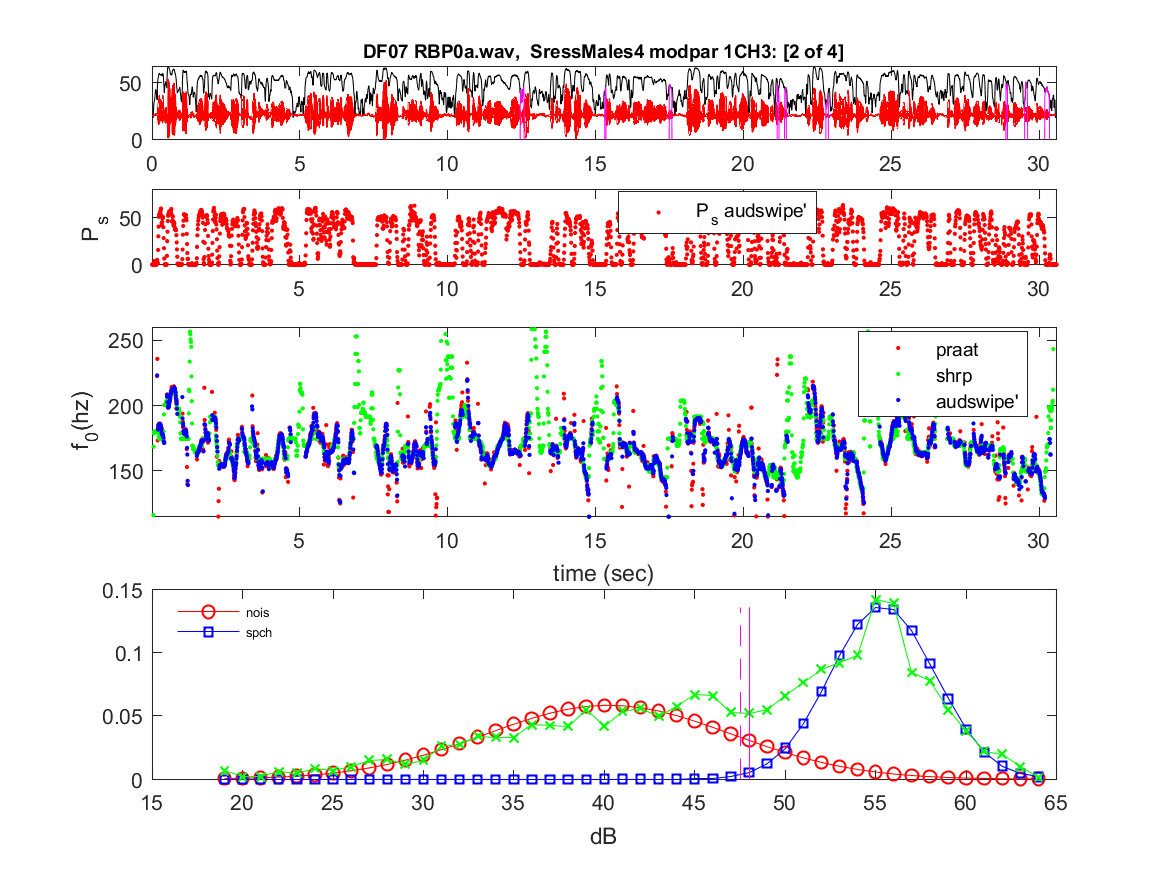 DF07 RBP0a.wav,  SressMales4 modpar 1CH3: [2 of 4]
50
0
0 5 10 15 20 25 30
P_s
50
0
P_s audswipe'
5 10 15 20 25 30
f_0(hz)
250
200
150
praat
shrp
audswipe'
5 10 15 20 25 30
time (sec)
0.15
0.1
0.05
0
nois
spch
15 20 25 30 35 40 45 50 55 60 65
dB